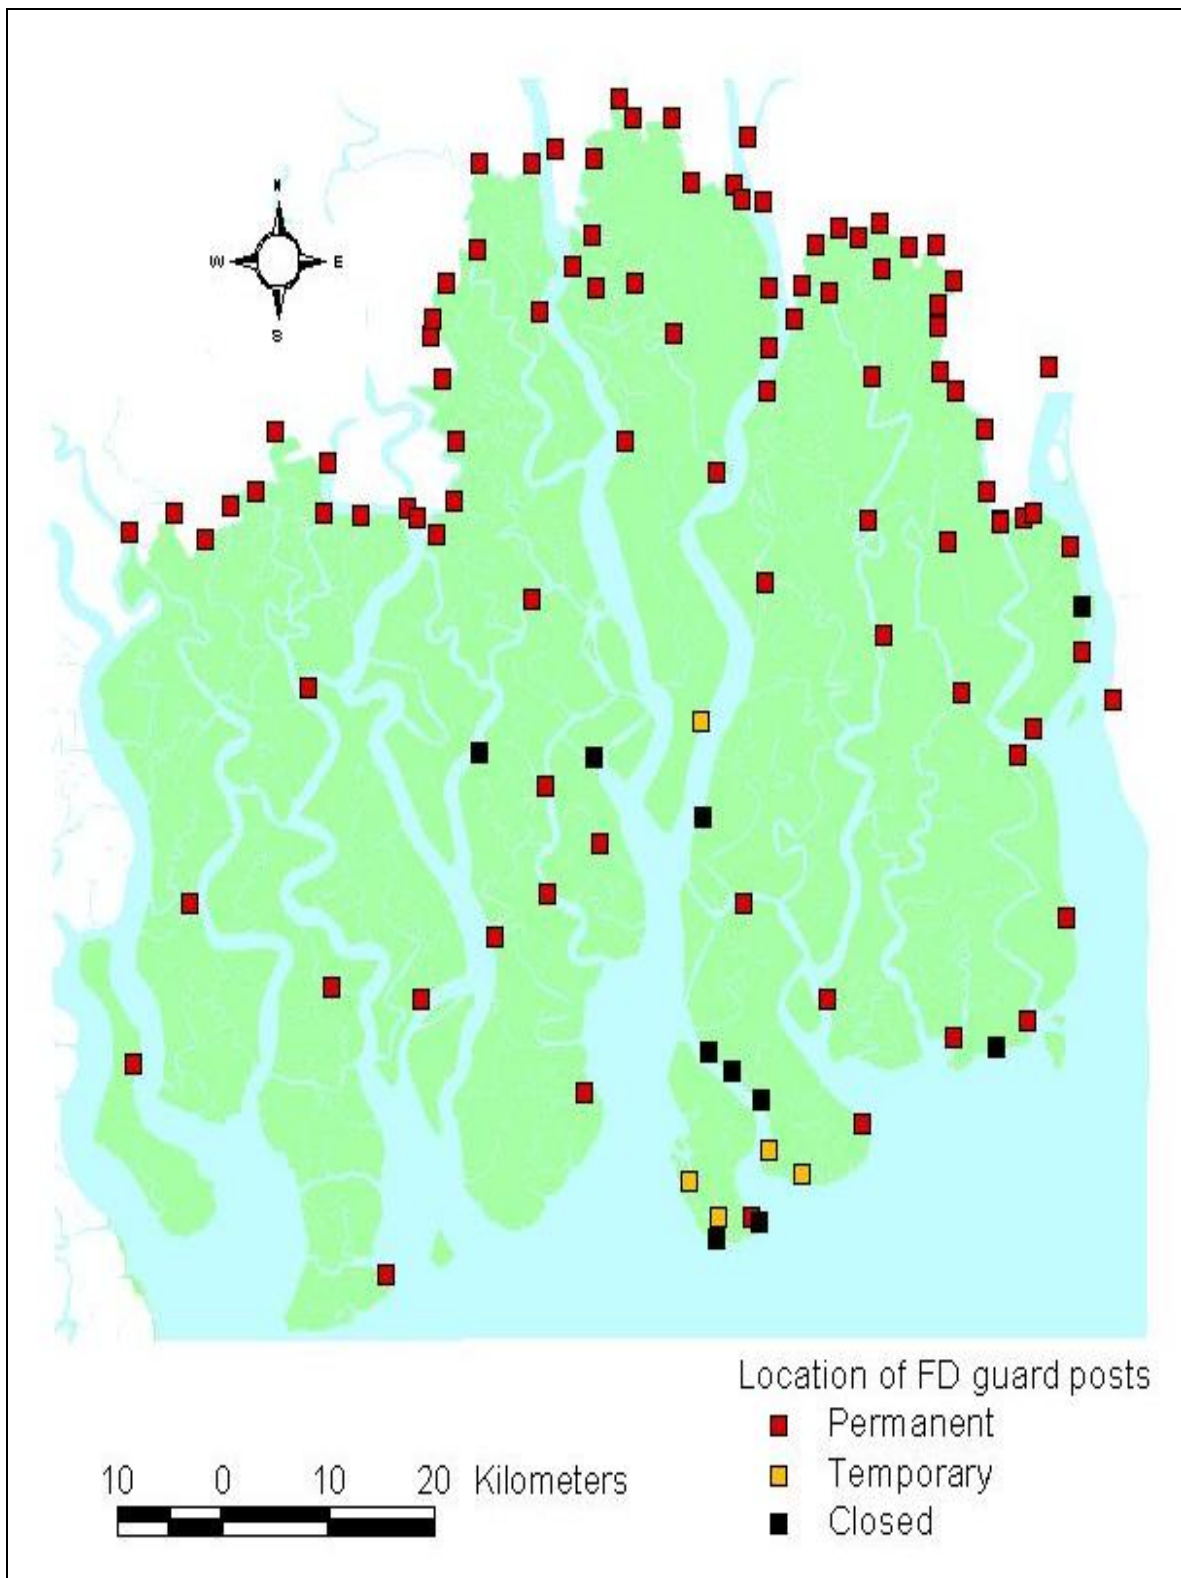 N
W E
S
Location of FD guard posts
Permanent
Temporary
Closed
10 0 10 20 Kilometers